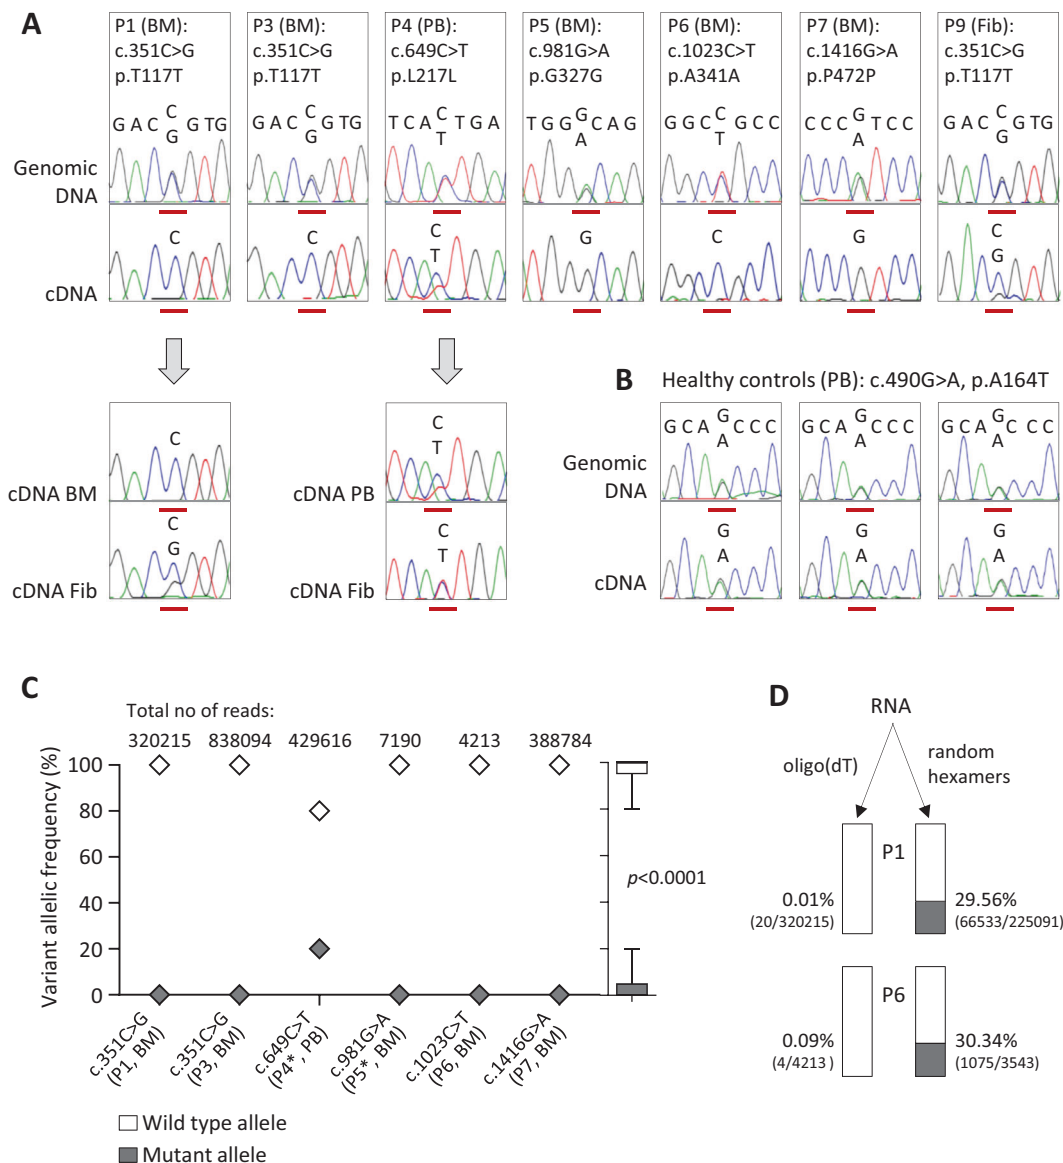 A
P1 (BM):
c.351C>G
p.T117T
P3 (BM):
c.351C>G
p.T117T
P4 (PB):
c.649C>T
p.L217L
P5 (BM):
c.981G>A
p.G327G
P6 (BM):
c.1023C>T
p.A341A
P7 (BM):
c.1416G>A
p.P472P
P9 (Fib):
c.351C>G
p.T117T
Genomic
DNA
G A C C G G T G
G A C C G G T G
T C A C T T G A
T G G G A C A G
G G C C T G C C
C C C G A T C C
G A C C G G T G
cDNA
C
C
C
T
G
C
G
C
G
cDNA BM
C
cDNA Fib
C
G
cDNA PB
C
T
cDNA Fib
C
T
B
Healthy controls (PB): c.490G>A, p.A164T
Genomic
DNA
G C A G A C C C
G C A G A C C C
G C A G A C C C
cDNA
G
A
G
A
G
A
C
Total no of reads:
320215 838094 429616 7190 4213 388784
Variant allelic frequency (%)
100
80
60
40
20
0
p<0.0001
c.351C>G
(P1, BM)
c.351C>G
(P3, BM)
c.649C>T
(P4*, PB)
c.981G>A
(P5*, BM)
c.1023C>T
(P6, BM)
c.1416G>A
(P7, BM)
Wild type allele
Mutant allele
D
RNA
oligo(dT)
random
hexamers
P1
0.01%
(20/320215)
29.56%
(66533/225091)
P6
0.09%
(4/4213 )
30.34%
(1075/3543)